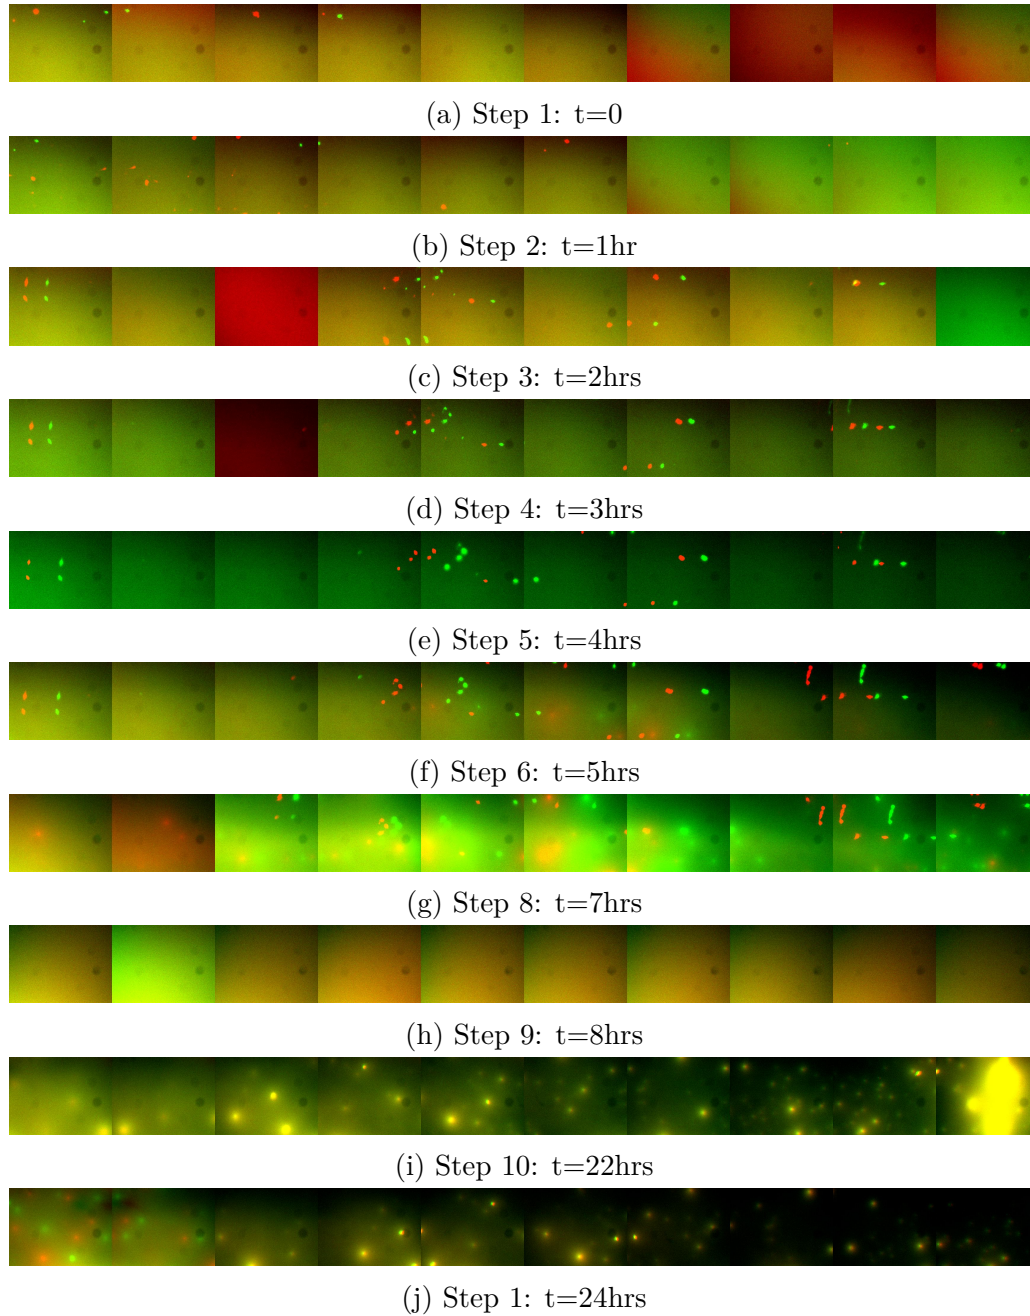 (a) Step 1: t=0
(b) Step 2: t=1hr
(c) Step 3: t=2hrs
(d) Step 4: t=3hrs
(e) Step 5: t=4hrs
(f) Step 6: t=5hrs
(g) Step 8: t=7hrs
(h) Step 9: t=8hrs
(i) Step 10: t=22hrs
(j) Step 1: t=24hrs